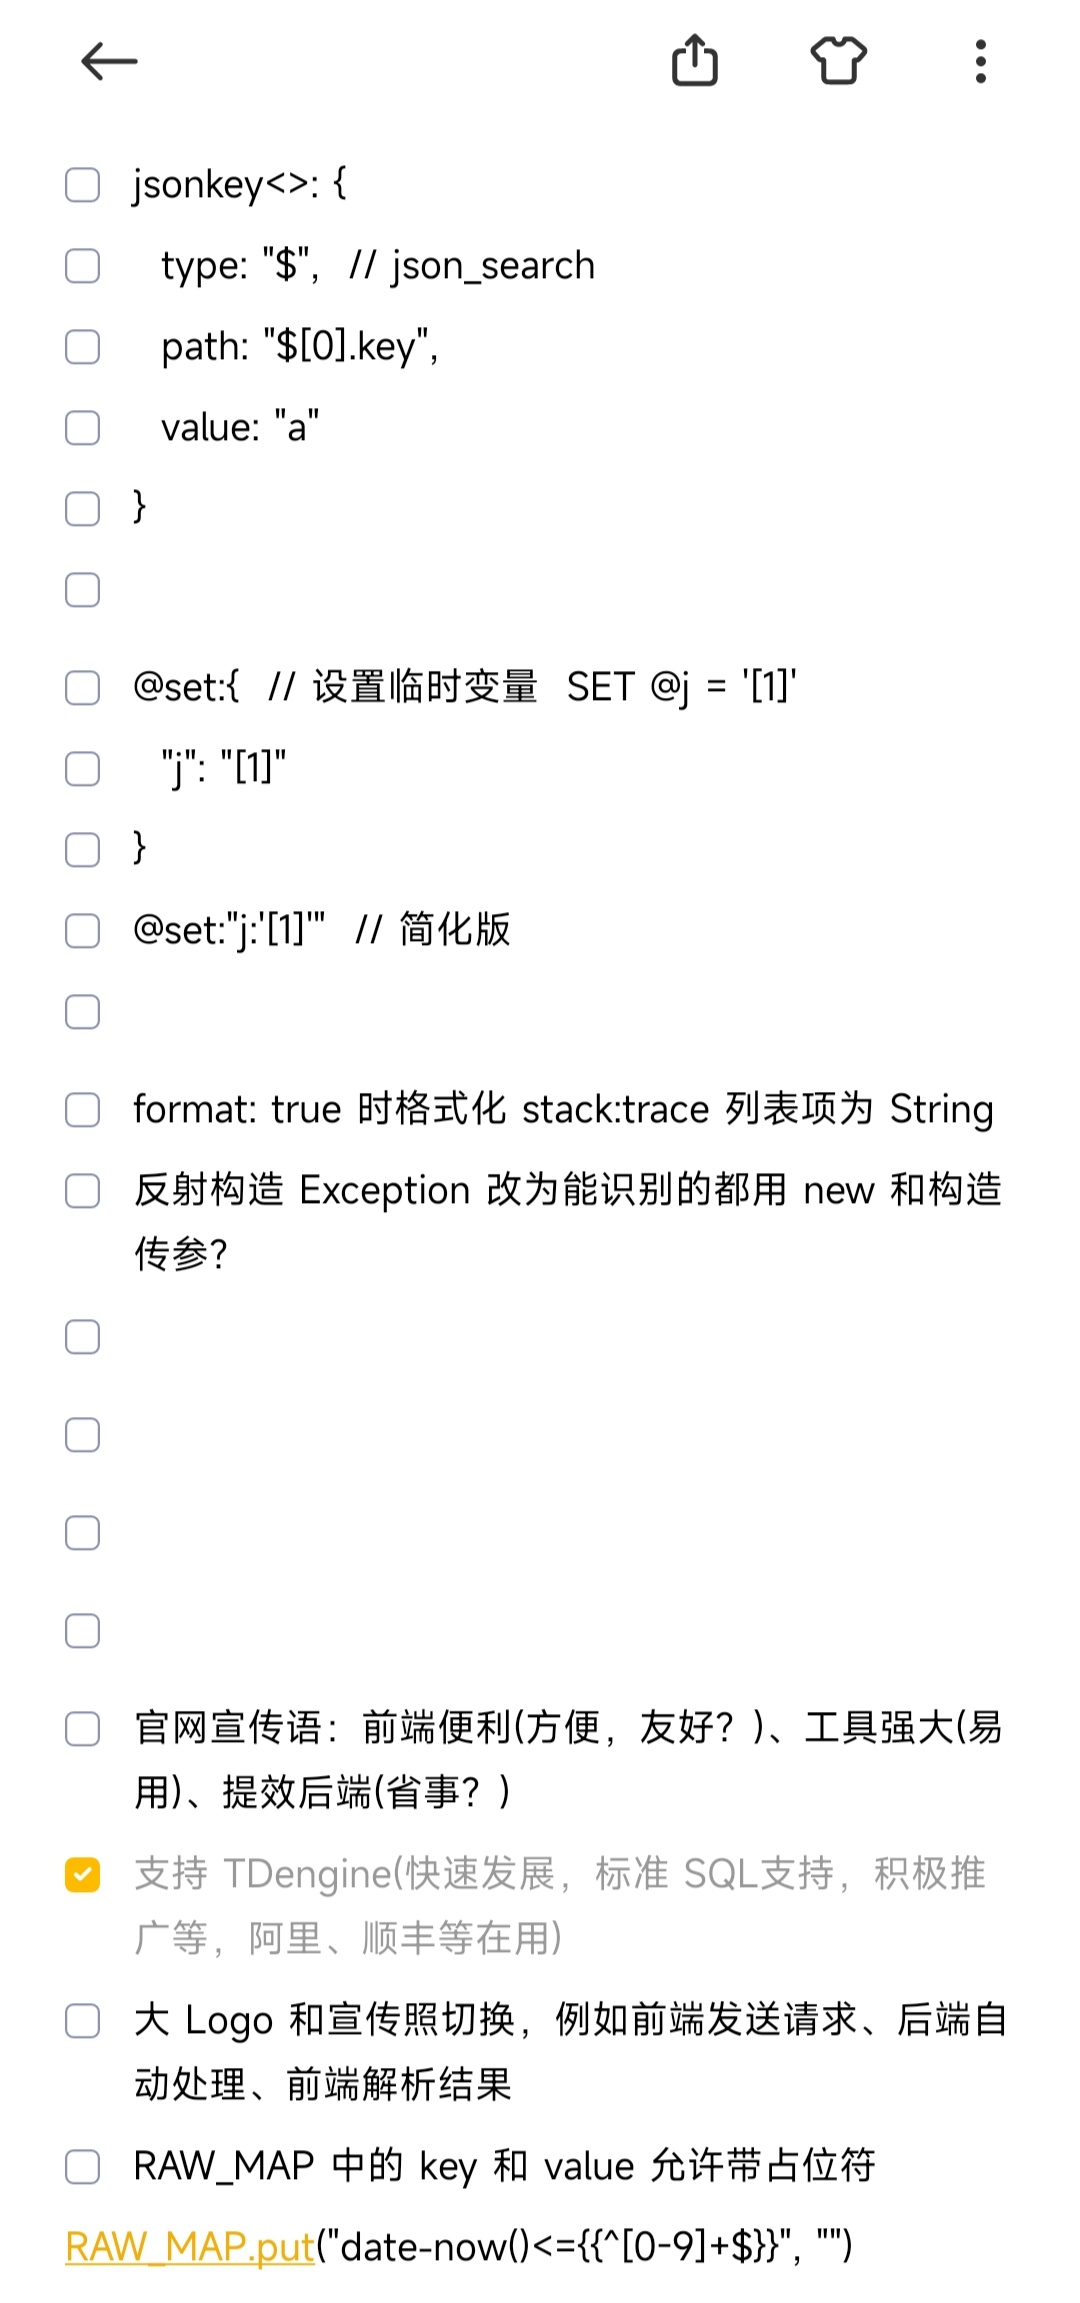 jsonkey<>: {
type: "$",   // json_search
path: "$[0].key",
value: "a"
}
@set:{   // 设置临时变量   SET @j = '[1]'
"j": "[1]"
}
@set:"j:'[1]'"   // 简化版
format: true 时格式化 stack:trace 列表项为 String
反射构造 Exception 改为能识别的都用 new 和构造
传参?
官网宣传语：前端便利(方便，友好？)、工具强大(易
用)、提效后端(省事？)
支持 TDengine(快速发展，标准 SQL支持，积极推
广等，阿里、顺丰等在用)
大 Logo 和宣传照切换，例如前端发送请求、后端自
动处理、前端解析结果
RAW_MAP 中的 key 和 value 允许带占位符
RAW_MAP.put("date-now()<={{^[0-9]+$}}", "")